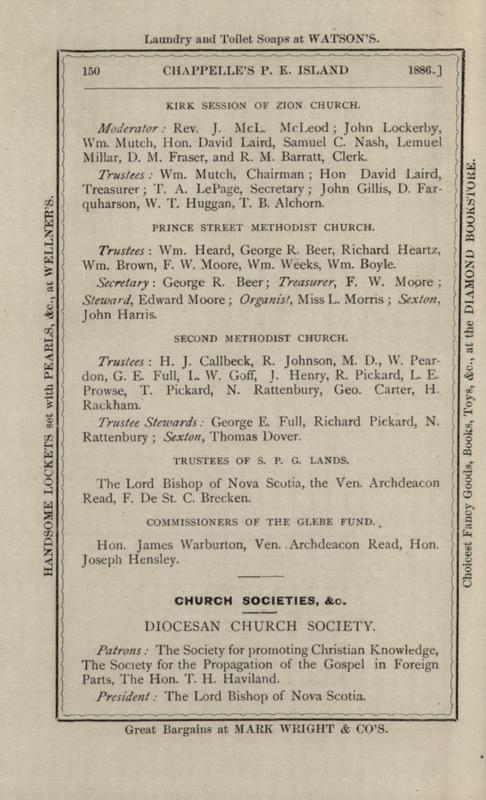 Laundry and Toilet Soaps at WATSON'S.
150 CHAPPELLE'S P. E. ISLAND 1886.]
KIRK SESSION OF ZION CHURCH.
Moderator: Rev. J. McL. McLeod; John Lockerby,
Wm. Mutch, Hon. David Laird, Samuel C. Nash, Lemuel
Millar, D. M. Fraser, and R. M. Barratt, Clerk.
Trustees: Wm. Mutch, Chairman; Hon David Laird,
Treasurer; T. A. LePage, Secretary; John Gillis, D. Far-
quharson, W. T. Huggan, T. B. Alchorn.
PRINCE STREET METHODIST CHURCH.
Trustees: Wm. Heard, George R. Beer, Richard Heartz,
Wm. Brown, F. W. Moore, Wm. Weeks, Wm. Boyle.
Secretary: George R. Beer; Treasurer, F. W. Moore;
Steward, Edward Moore; Organist, Miss L. Morris; Sexton,
John Harris.
SECOND METHODIST CHURCH.
Trustees: H. J. Callbeck, R. Johnson, M. D., W. Pear-
don, G. E. Full, L. W. Goff, J. Henry, R. Pickard, L. E.
Prowse, T. Pickard, N. Rattenbury, Geo. Carter, H.
Rackham.
Trustee Stewards: George E. Full, Richard Pickard, N.
Rattenbury; Sexton, Thomas Dover.
TRUSTEES OF S. P. G. LANDS.
The Lord Bishop of Nova Scotia, the Ven. Archdeacon
Read, F. De St. C. Brecken.
COMMISSIONERS OF THE GLEBE FUND.
Hon. James Warburton, Ven. Archdeacon Read, Hon.
Joseph Hensley.
CHURCH SOCIETIES, &c.
DIOCESAN CHURCH SOCIETY.
Patrons: The Society for promoting Christian Knowledge,
The Society for the Propagation of the Gospel in Foreign
Parts, The Hon. T. H. Haviland.
President: The Lord Bishop of Nova Scotia.
Great Bargains at MARK WRIGHT & CO'S.
HANDSOME LOCKETS set with PEARLS, &c., at WELLNER'S.
Choicest Fancy Goods, Books, Toys, &c., at the DIAMOND BOOKSTORE.